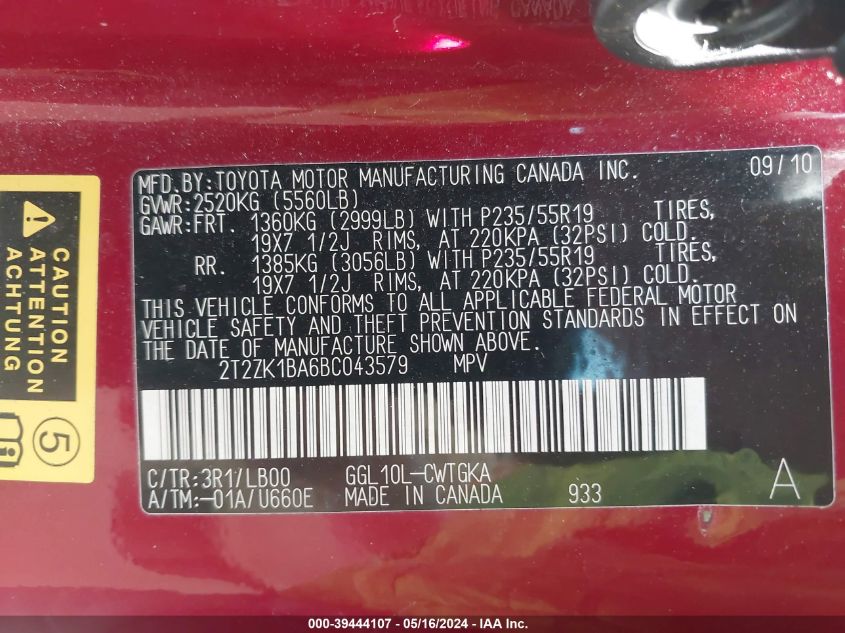 MFD.BY:TOYOTA MOTOR MANUFACTURING CANADA INC. 09/10
GVWR:2520KG (5560LB)
GAWR:FRT. 1360KG (2999LB) WITH P235/55R19 TIRES,
19X7 1/2J RIMS, AT 220KPA (32PSI) COLD.
RR. 1385KG (3056LB) WITH P235/55R19 TIRES,
19X7 1/2J RIMS, AT 220KPA (32PSI) COLD.
THIS VEHICLE CONFORMS TO ALL APPLICABLE FEDERAL MOTOR
VEHICLE SAFETY AND THEFT PREVENTION STANDARDS IN EFFECT ON
THE DATE OF MANUFACTURE SHOWN ABOVE.
2T2ZK1BA6BC043579 MPV
C/TR:3R1/LB00 GGL10L-CWTGKA A
A/TM:-01A/U660E MADE IN CANADA 933
CAUTION
ATTENTION
ACHTUNG
5
000-39444107 - 05/16/2024 - IAA Inc.